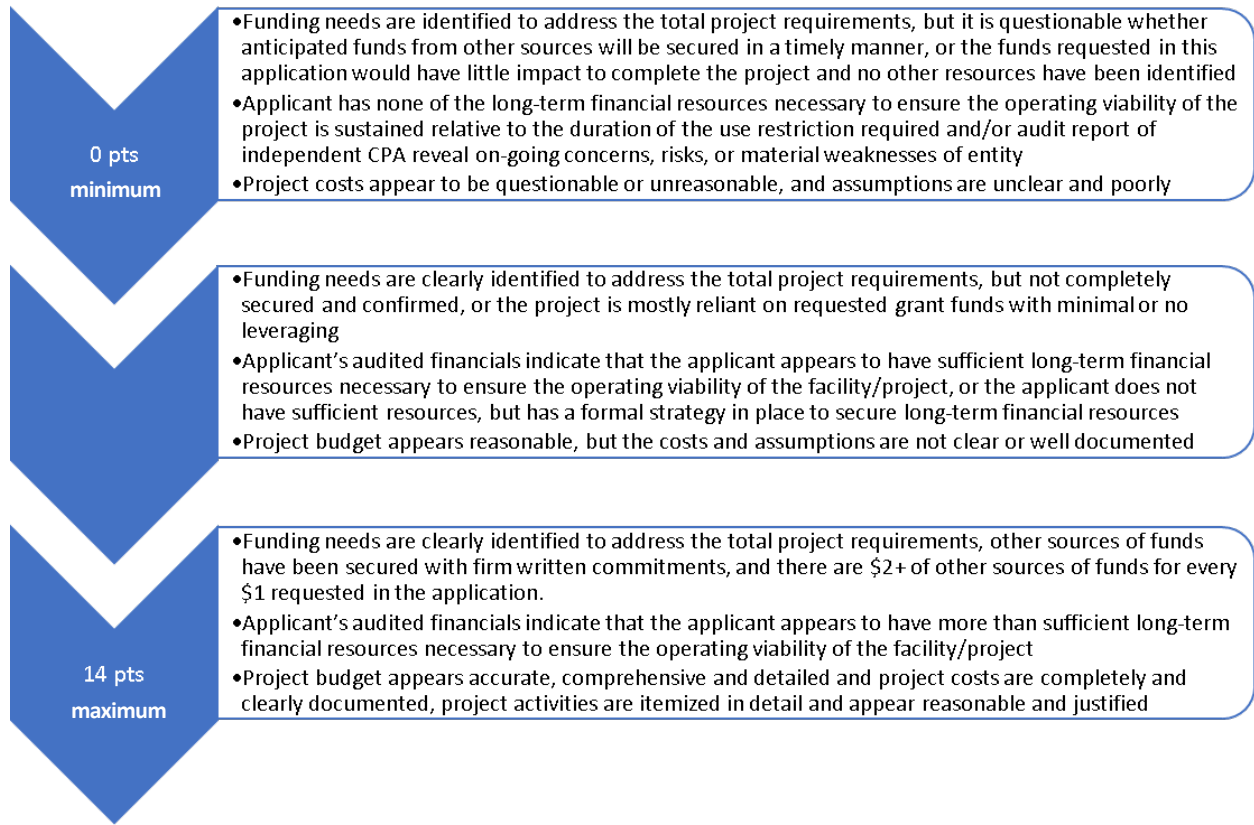 0 pts
minimum
•Funding needs are identified to address the total project requirements, but it is questionable whether
anticipated funds from other sources will be secured in a timely manner, or the funds requested in this
application would have little impact to complete the project and no other resources have been identified
•Applicant has none of the long-term financial resources necessary to ensure the operating viability of the
project is sustained relative to the duration of the use restriction required and/or audit report of
independent CPA reveal on-going concerns, risks, or material weaknesses of entity
•Project costs appear to be questionable or unreasonable, and assumptions are unclear and poorly
•Funding needs are clearly identified to address the total project requirements, but not completely
secured and confirmed, or the project is mostly reliant on requested grant funds with minimal or no
leveraging
•Applicant’s audited financials indicate that the applicant appears to have sufficient long-term financial
resources necessary to ensure the operating viability of the facility/project, or the applicant does not
have sufficient resources, but has a formal strategy in place to secure long-term financial resources
•Project budget appears reasonable, but the costs and assumptions are not clear or well documented
14 pts
maximum
•Funding needs are clearly identified to address the total project requirements, other sources of funds
have been secured with firm written commitments, and there are $2+ of other sources of funds for every
$1 requested in the application.
•Applicant’s audited financials indicate that the applicant appears to have more than sufficient long-term
financial resources necessary to ensure the operating viability of the facility/project
•Project budget appears accurate, comprehensive and detailed and project costs are completely and
clearly documented, project activities are itemized in detail and appear reasonable and justified